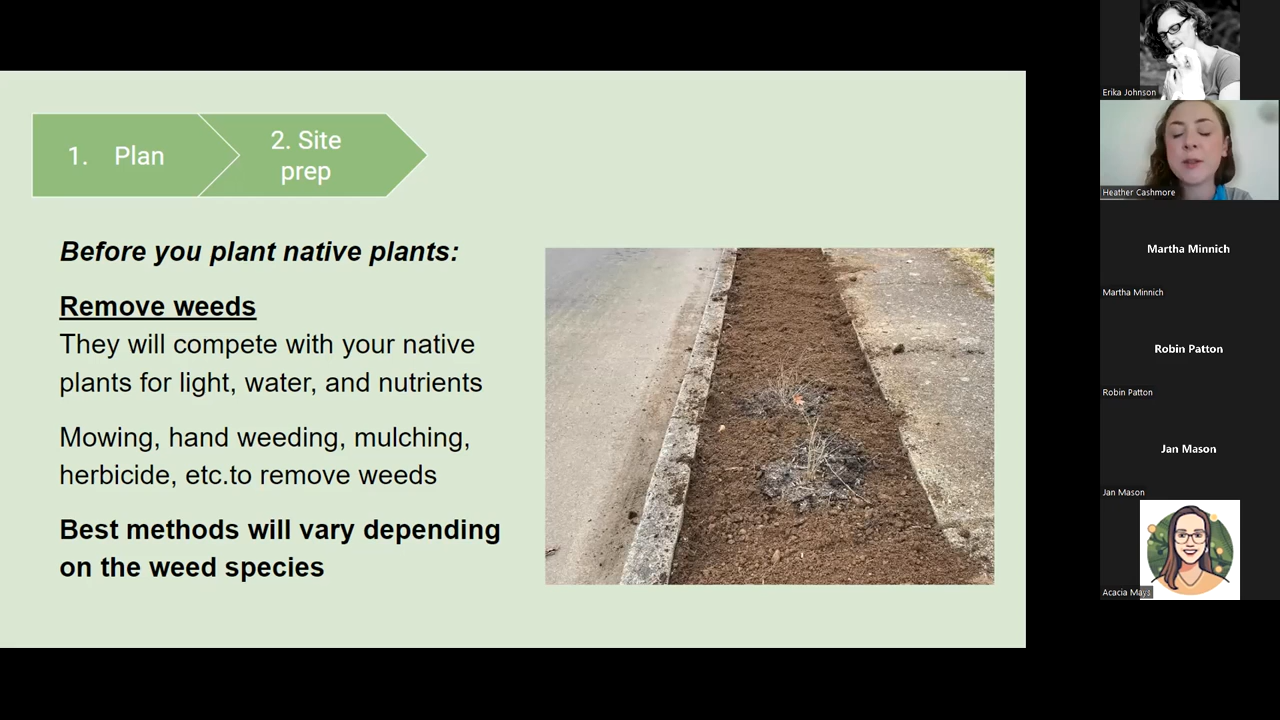 1. Plan
2. Site
prep
Before you plant native plants:
Remove weeds
They will compete with your native
plants for light, water, and nutrients
Mowing, hand weeding, mulching,
herbicide, etc.to remove weeds
Best methods will vary depending
on the weed species
Erika Johnson
Heather Cashmore
Martha Minnich
Martha Minnich
Robin Patton
Robin Patton
Jan Mason
Jan Mason
Acacia Mays